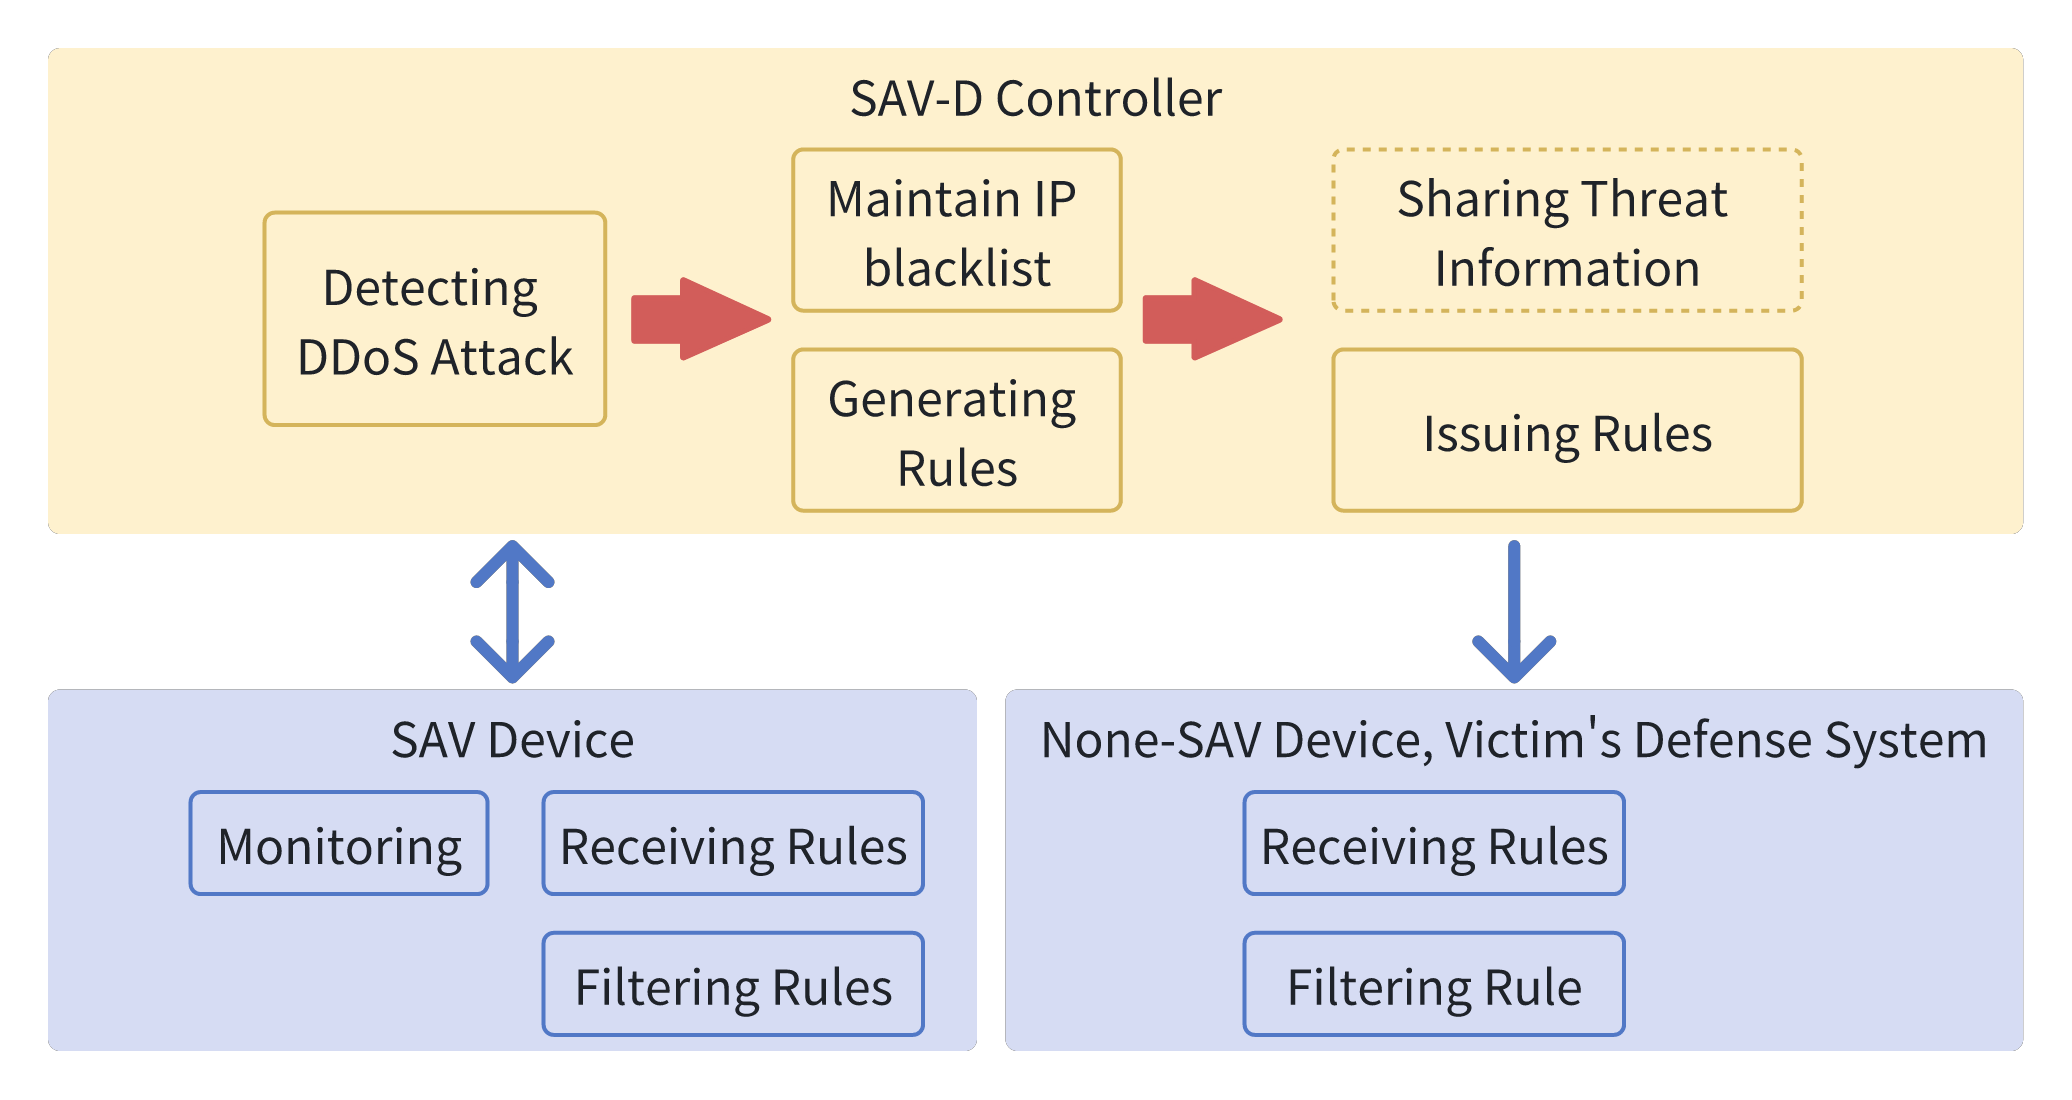 SAV-D Controller
Detecting
DDoS Attack
Maintain IP
blacklist
Generating
Rules
Sharing Threat
Information
Issuing Rules
SAV Device
Monitoring
Receiving Rules
Filtering Rules
None-SAV Device, Victim's Defense System
Receiving Rules
Filtering Rule